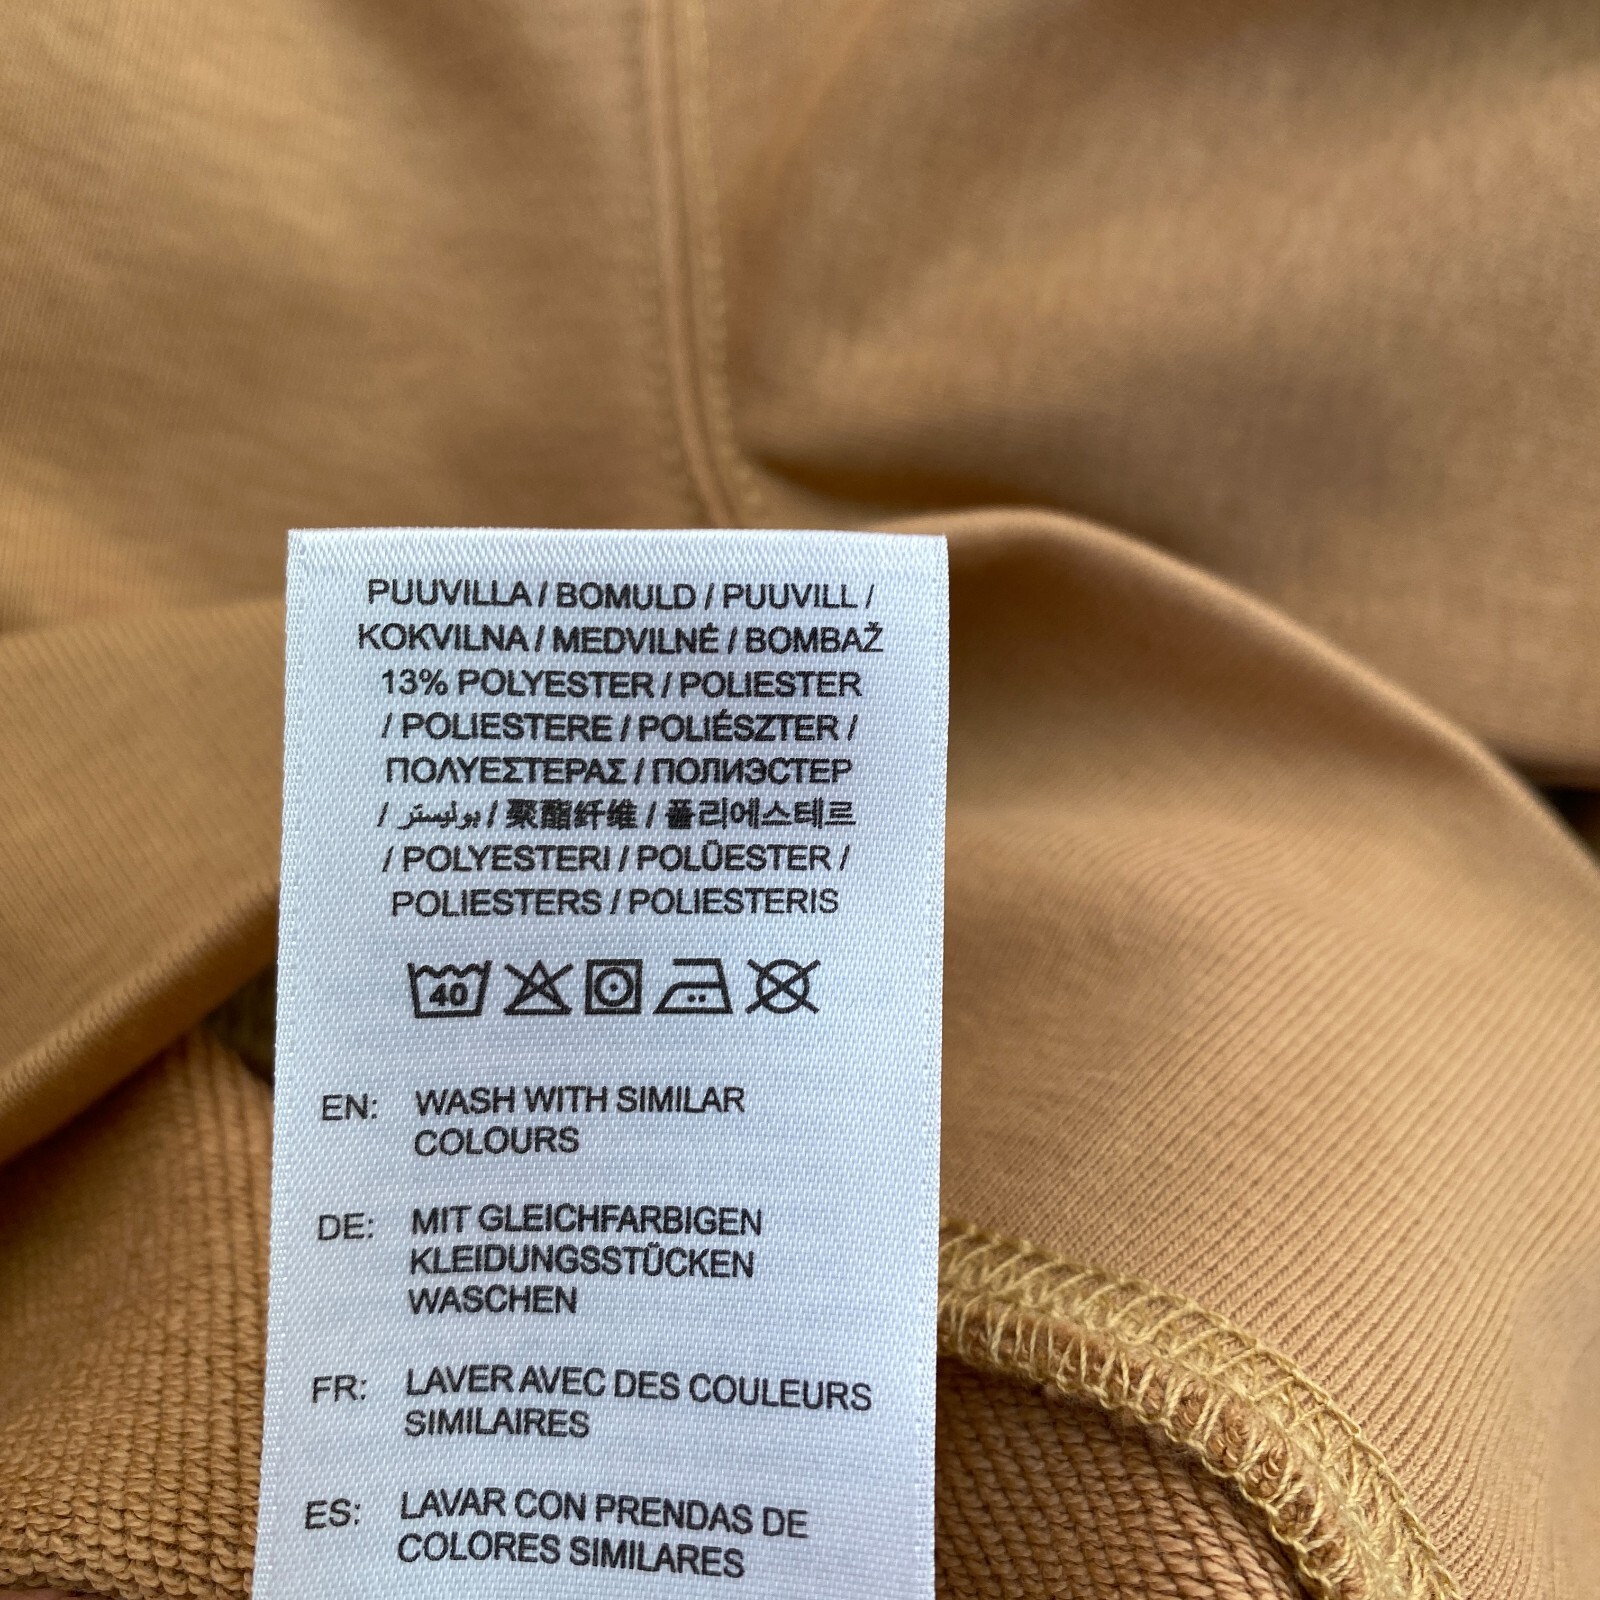 PUUVILLA / BOMULD / PUUVILL /
KOKVILNA / MEDVILNĖ / BOMBAŽ
13% POLYESTER / POLIESTER
/ POLIESTERE / POLIÉSZTER /
ΠΟΛΥΕΣΤΕΡΑΣ / ПОЛИЭСТЕР
/ بوليستر / 聚酯纤维 / 폴리에스테르
/ POLYESTERI / POLÜESTER /
POLIESTERS / POLIESTERIS
40
EN: WASH WITH SIMILAR
COLOURS
DE: MIT GLEICHFARBIGEN
KLEIDUNGSSTÜCKEN
WASCHEN
FR: LAVER AVEC DES COULEURS
SIMILAIRES
ES: LAVAR CON PRENDAS DE
COLORES SIMILARES